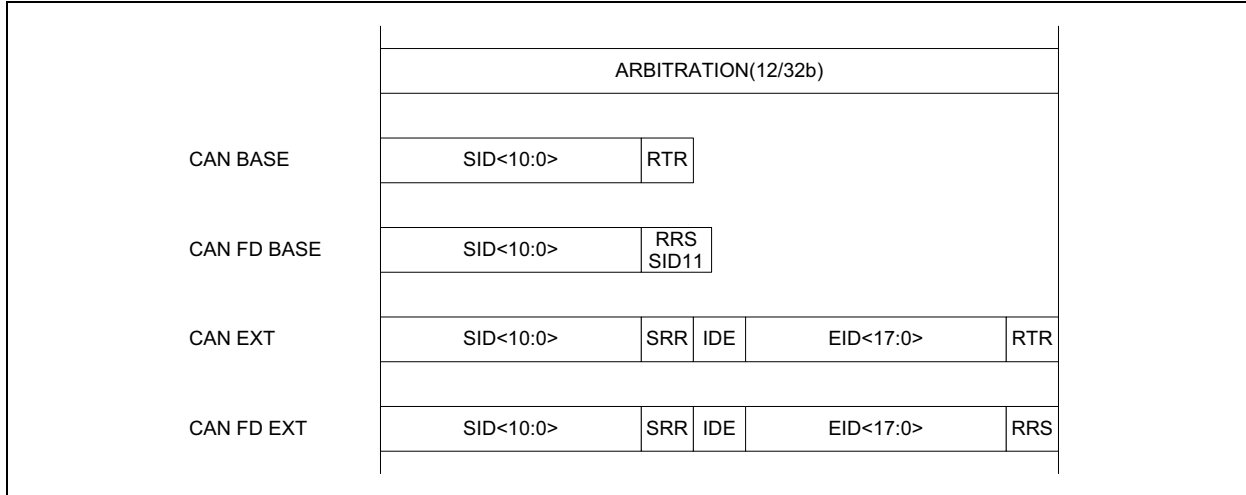 ARBITRATION(12/32b)
CAN BASE SID<10:0> RTR
CAN FD BASE SID<10:0> RRS
SID11
CAN EXT SID<10:0> SRR IDE EID<17:0> RTR
CAN FD EXT SID<10:0> SRR IDE EID<17:0> RRS